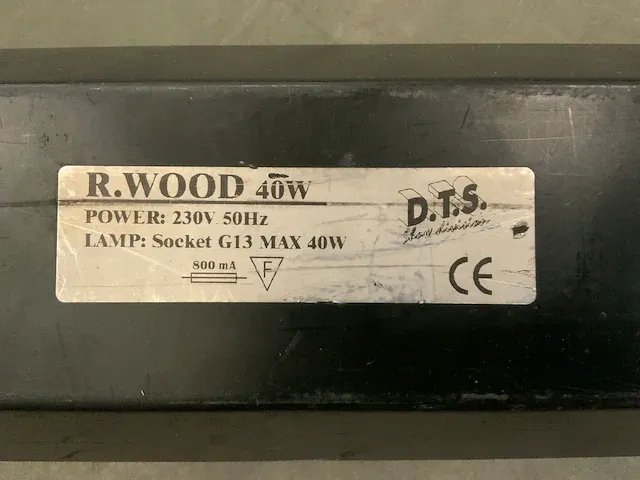 R.WOOD 40W
POWER: 230V 50Hz
LAMP: Socket G13 MAX 40W
800 mA
F
D.T.S.
Show division
CE